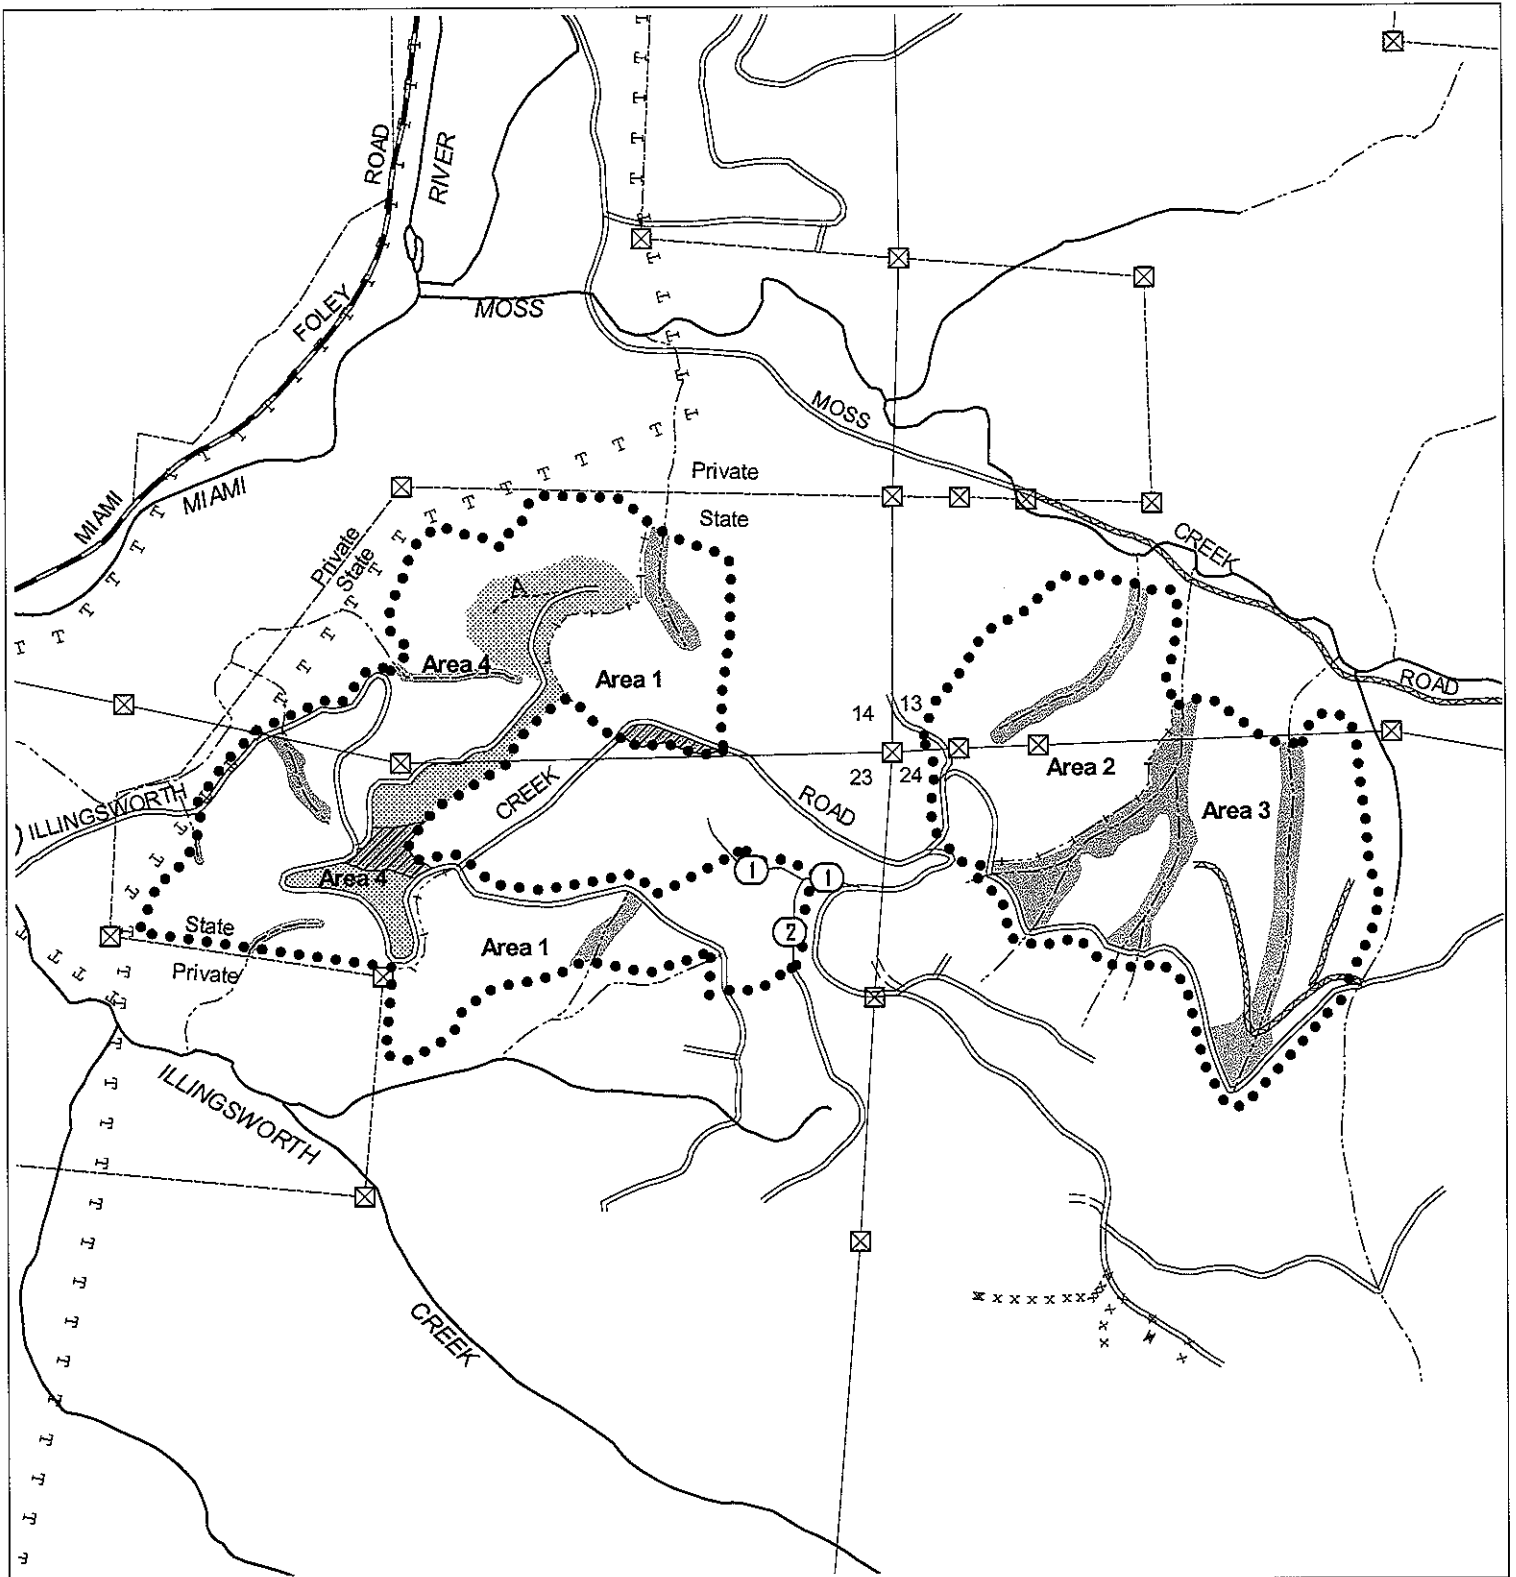 ROAD
RIVER
FOLEY
MOSS
MOSS
MIAMI
MIAMI
Private
State
Private
State
CREEK
A
Area 4
Area 1
ROAD
14
13
23
24
Area 2
Area 3
ILLINGSWORTH
CREEK
ROAD
Area 4
1
1
2
State
Private
Area 1
ILLINGSWORTH
CREEK